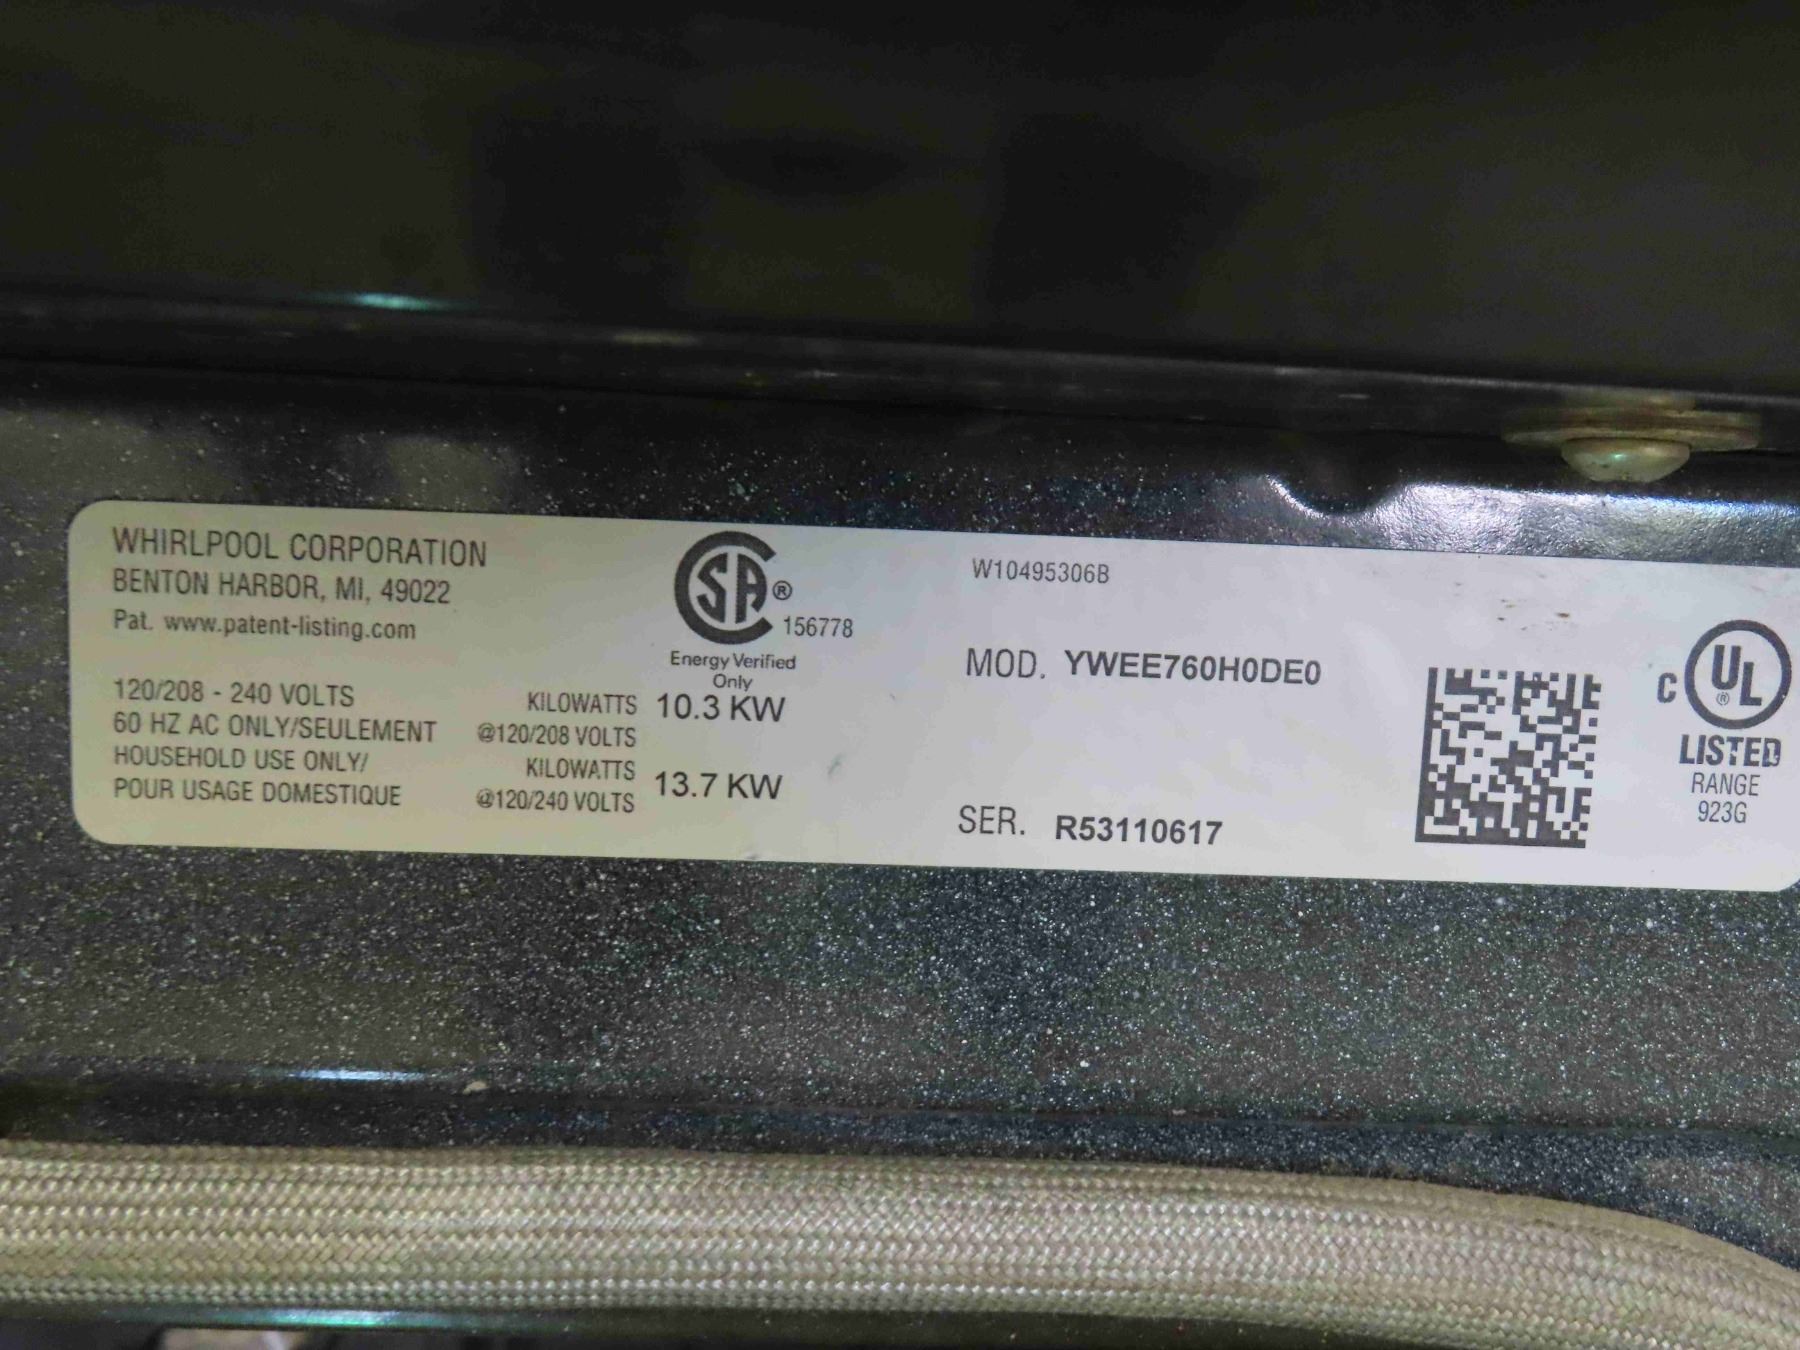 WHIRLPOOL CORPORATION
BENTON HARBOR, MI, 49022
Pat. www.patent-listing.com
120/208 - 240 VOLTS
60 HZ AC ONLY/SEULEMENT
HOUSEHOLD USE ONLY/
POUR USAGE DOMESTIQUE
SA®
156778
Energy Verified
Only
KILOWATTS 10.3 KW
@120/208 VOLTS
KILOWATTS 13.7 KW
@120/240 VOLTS
W10495306B
MOD. YWEE760H0DE0
SER. R53110617
C UL ®
LISTED
RANGE
923G